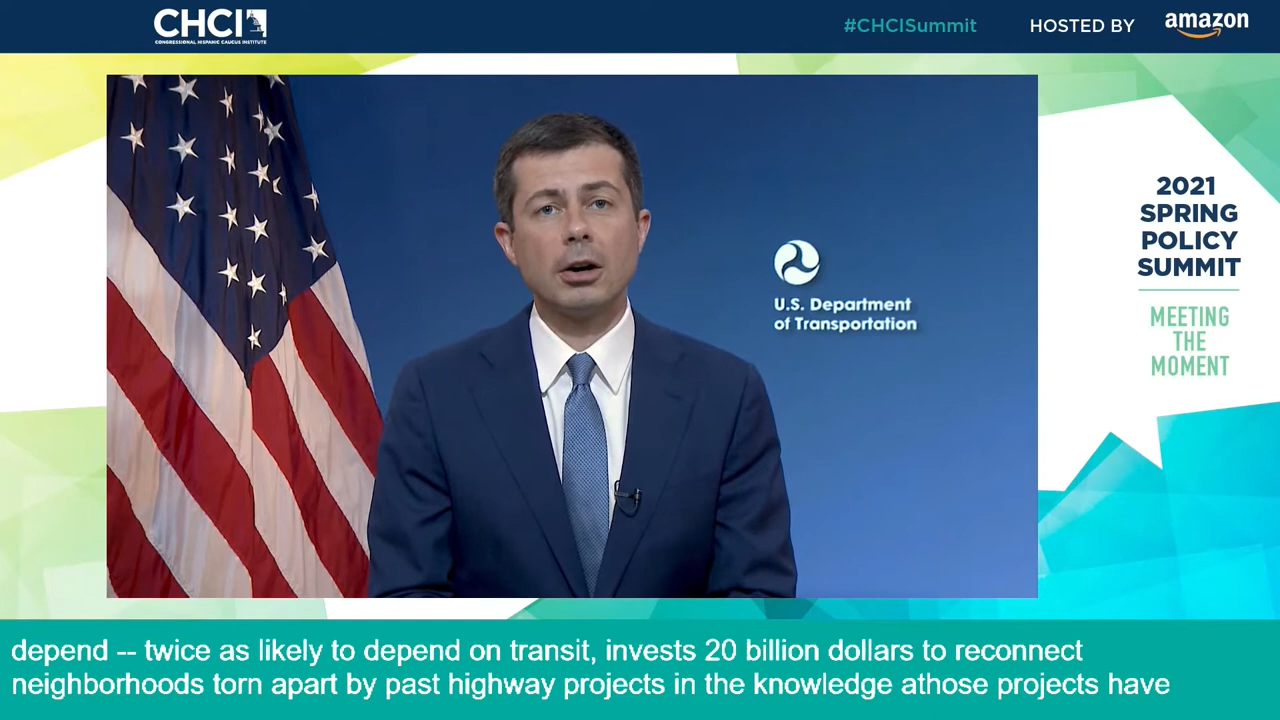 CHCI
CONGRESSIONAL HISPANIC CAUCUS INSTITUTE
#CHCISummit
HOSTED BY
amazon
U.S. Department
of Transportation
2021
SPRING
POLICY
SUMMIT
MEETING
THE
MOMENT
depend -- twice as likely to depend on transit, invests 20 billion dollars to reconnect
neighborhoods torn apart by past highway projects in the knowledge athose projects have